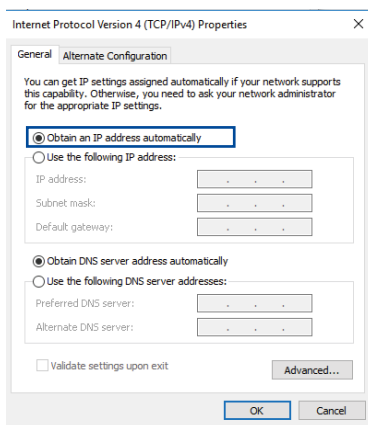 Internet Protocol Version 4 (TCP/IPv4) Properties
General
Alternate Configuration
You can get IP settings assigned automatically if your network supports
this capability. Otherwise, you need to ask your network administrator
for the appropriate IP settings.
Obtain an IP address automatically
Use the following IP address:
IP address:
Subnet mask:
Default gateway:
Obtain DNS server address automatically
Use the following DNS server addresses:
Preferred DNS server:
Alternate DNS server:
Validate settings upon exit
Advanced...
OK
Cancel